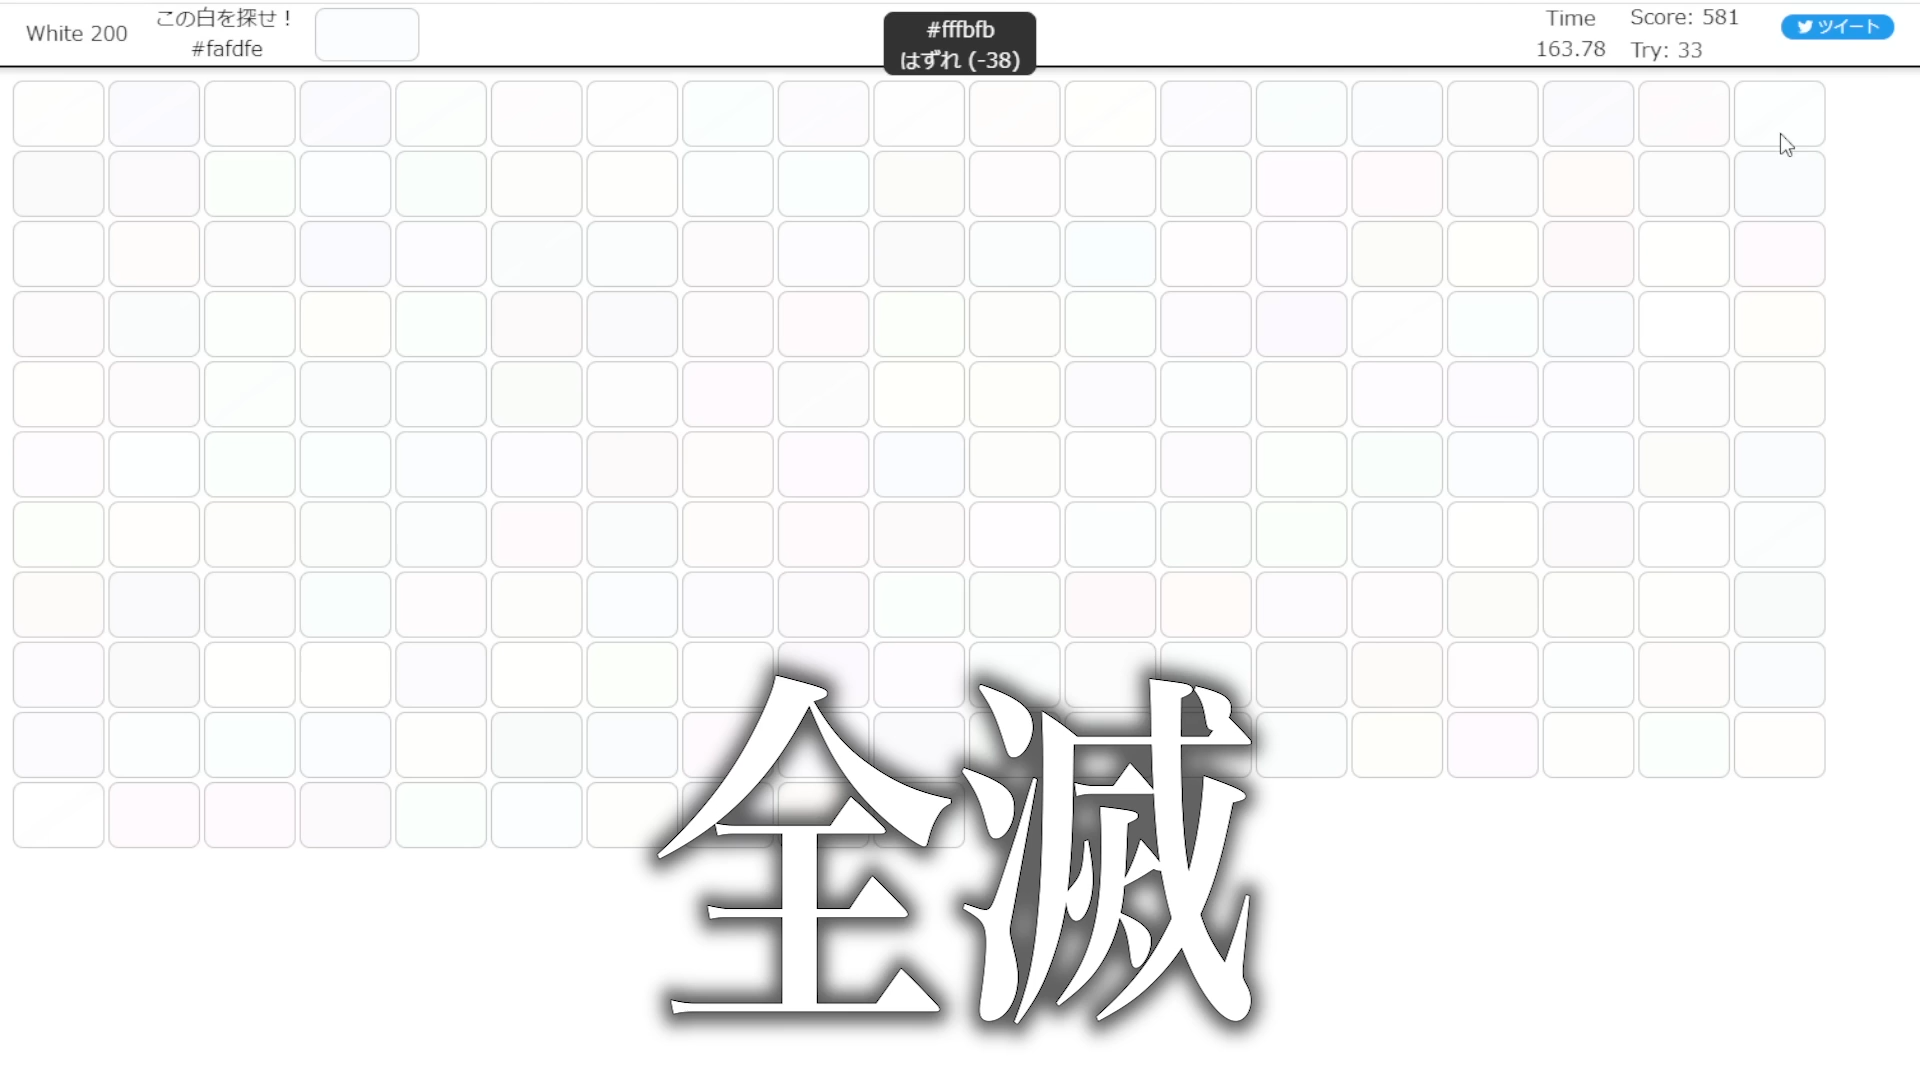 White 200
この白を探せ！
#fafdfe
#fffbfb
はずれ (-38)
Time
163.78
Score: 581
Try: 33
ツイート
全滅